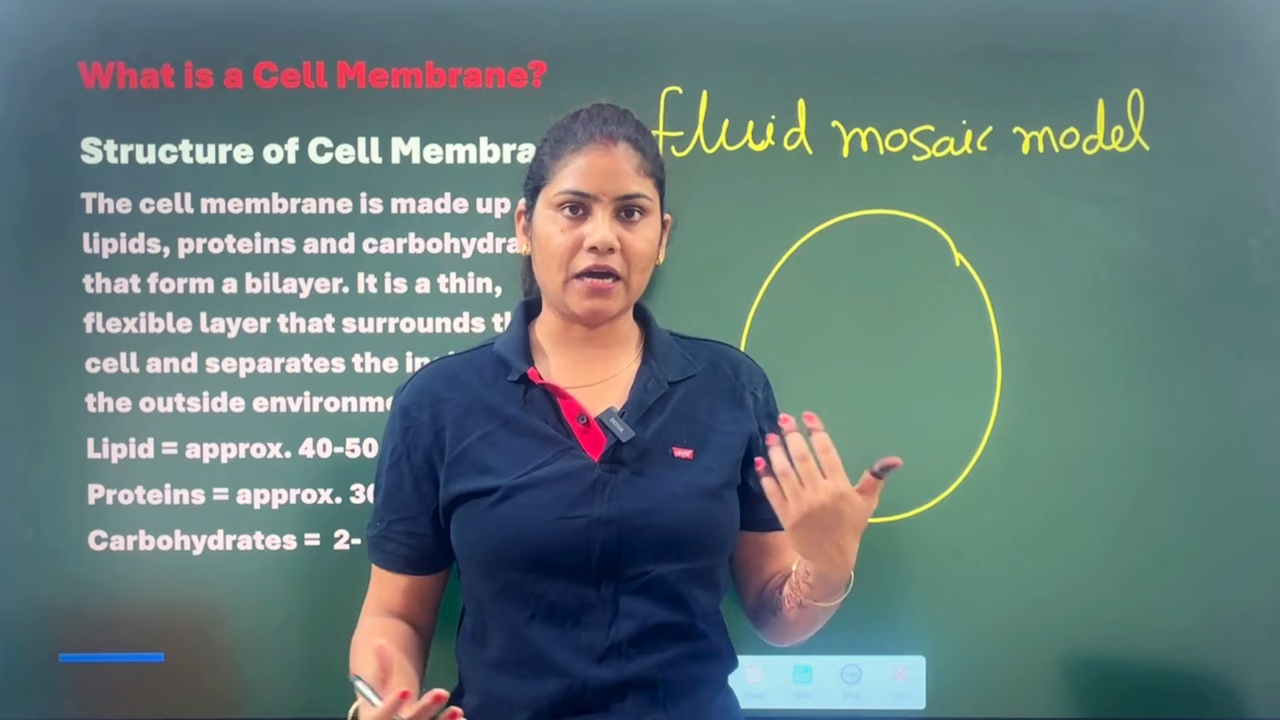 What is a Cell Membrane?
Structure of Cell Membra
The cell membrane is made up
lipids, proteins and carbohydra
that form a bilayer. It is a thin,
flexible layer that surrounds th
cell and separates the in
the outside environme
Lipid = approx. 40-50
Proteins = approx. 30
Carbohydrates = 2-
fluid mosaic model